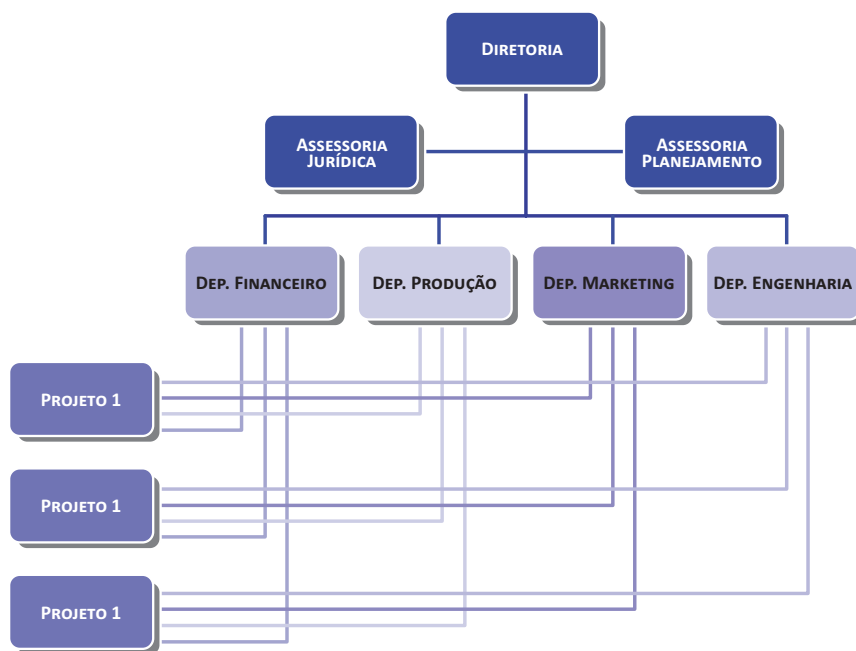 Diretoria
Assessoria
Jurídica
Assessoria
Planejamento
Dep. Financeiro
Dep. Produção
Dep. Marketing
Dep. Engenharia
Projeto 1
Projeto 1
Projeto 1